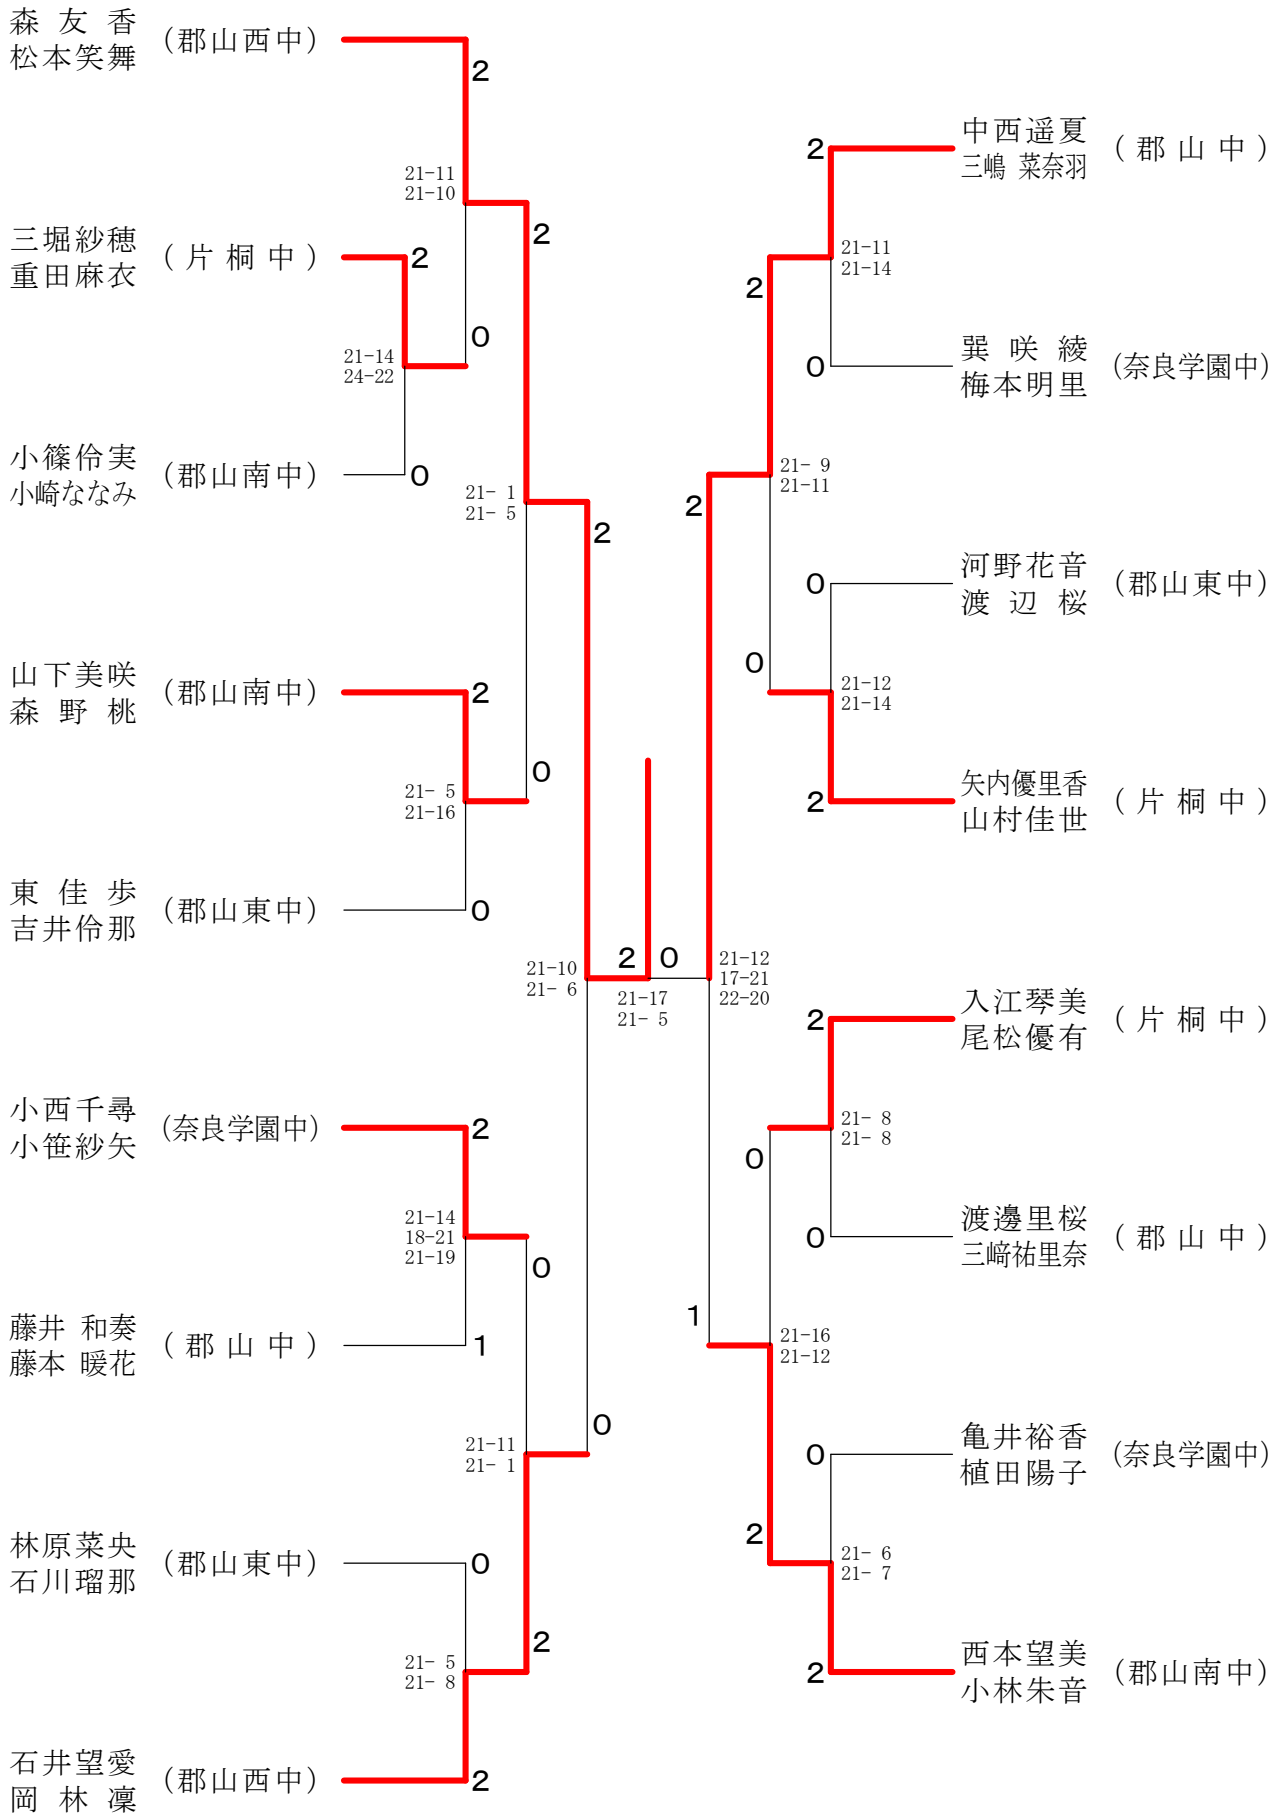 森 友 香
松本笑舞
(郡山西中)
2
21-11
21-10
三堀紗穂
重田麻衣
(片桐中)
2
2
0
21-14
24-22
小篠伶実
小崎ななみ
(郡山南中)
0
21- 1
21- 5
2
山下美咲
森 野 桃
(郡山南中)
2
0
21- 5
21-16
東 佳 歩
吉井伶那
(郡山東中)
0
21-10
21- 6
2
0
21-17
21- 5
小西千尋
小笹紗矢
(奈良学園中)
2
21-14
18-21
21-19
0
藤井 和奏
藤本 暖花
(郡山中)
1
0
21-11
21- 1
林原菜央
石川瑠那
(郡山東中)
0
2
21- 5
21- 8
石井望愛
岡 林 凜
(郡山西中)
2
2
中西遥夏
三嶋 菜奈羽
(郡山中)
21-11
21-14
2
0
巽 咲 綾
梅本明里
(奈良学園中)
21- 9
21-11
2
0
河野花音
渡 辺 桜
(郡山東中)
0
21-12
21-14
2
矢内優里香
山村佳世
(片桐中)
21-12
17-21
22-20
2
入江琴美
尾松優有
(片桐中)
21- 8
21- 8
0
0
渡邊里桜
三﨑祐里奈
(郡山中)
1
21-16
21-12
0
亀井裕香
植田陽子
(奈良学園中)
2
21- 6
21- 7
2
西本望美
小林朱音
(郡山南中)